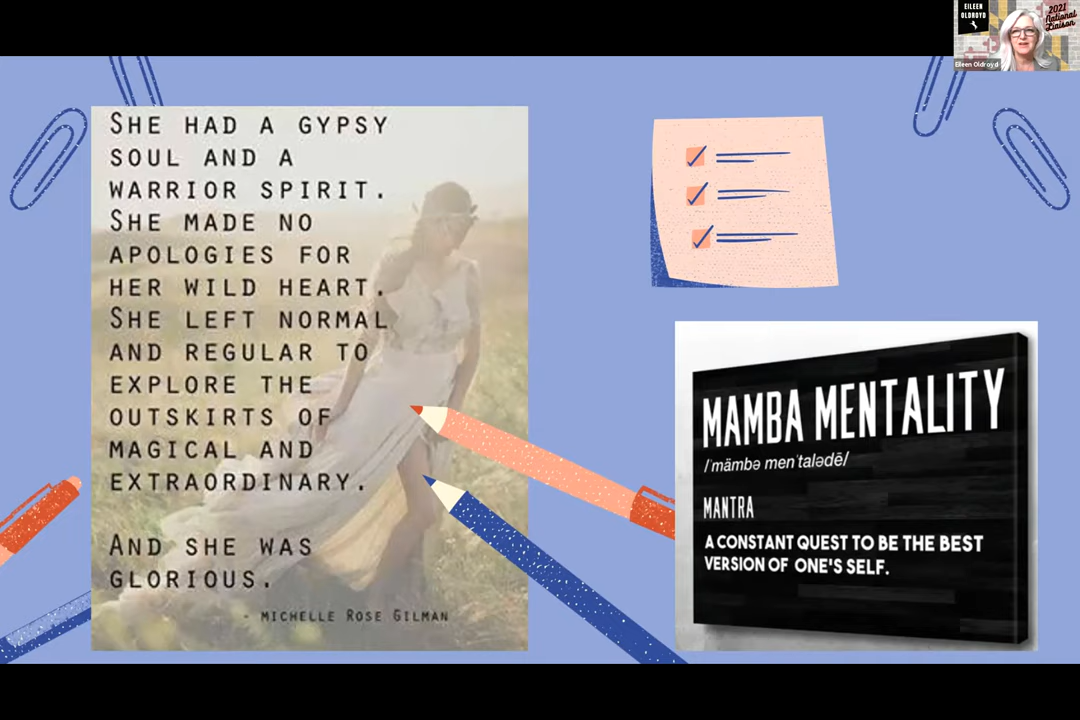 EILEEN
OLDROYD
2021
National
Liaison
Eileen Oldroyd
SHE HAD A GYPSY
SOUL AND A
WARRIOR SPIRIT.
SHE MADE NO
APOLOGIES FOR
HER WILD HEART.
SHE LEFT NORMAL
AND REGULAR TO
EXPLORE THE
OUTSKIRTS OF
MAGICAL AND
EXTRAORDINARY.
AND SHE WAS
GLORIOUS.
- MICHELLE ROSE GILMAN
MAMBA MENTALITY
/ˈmämbə menˈtalədē/
MANTRA
A CONSTANT QUEST TO BE THE BEST
VERSION OF ONE'S SELF.